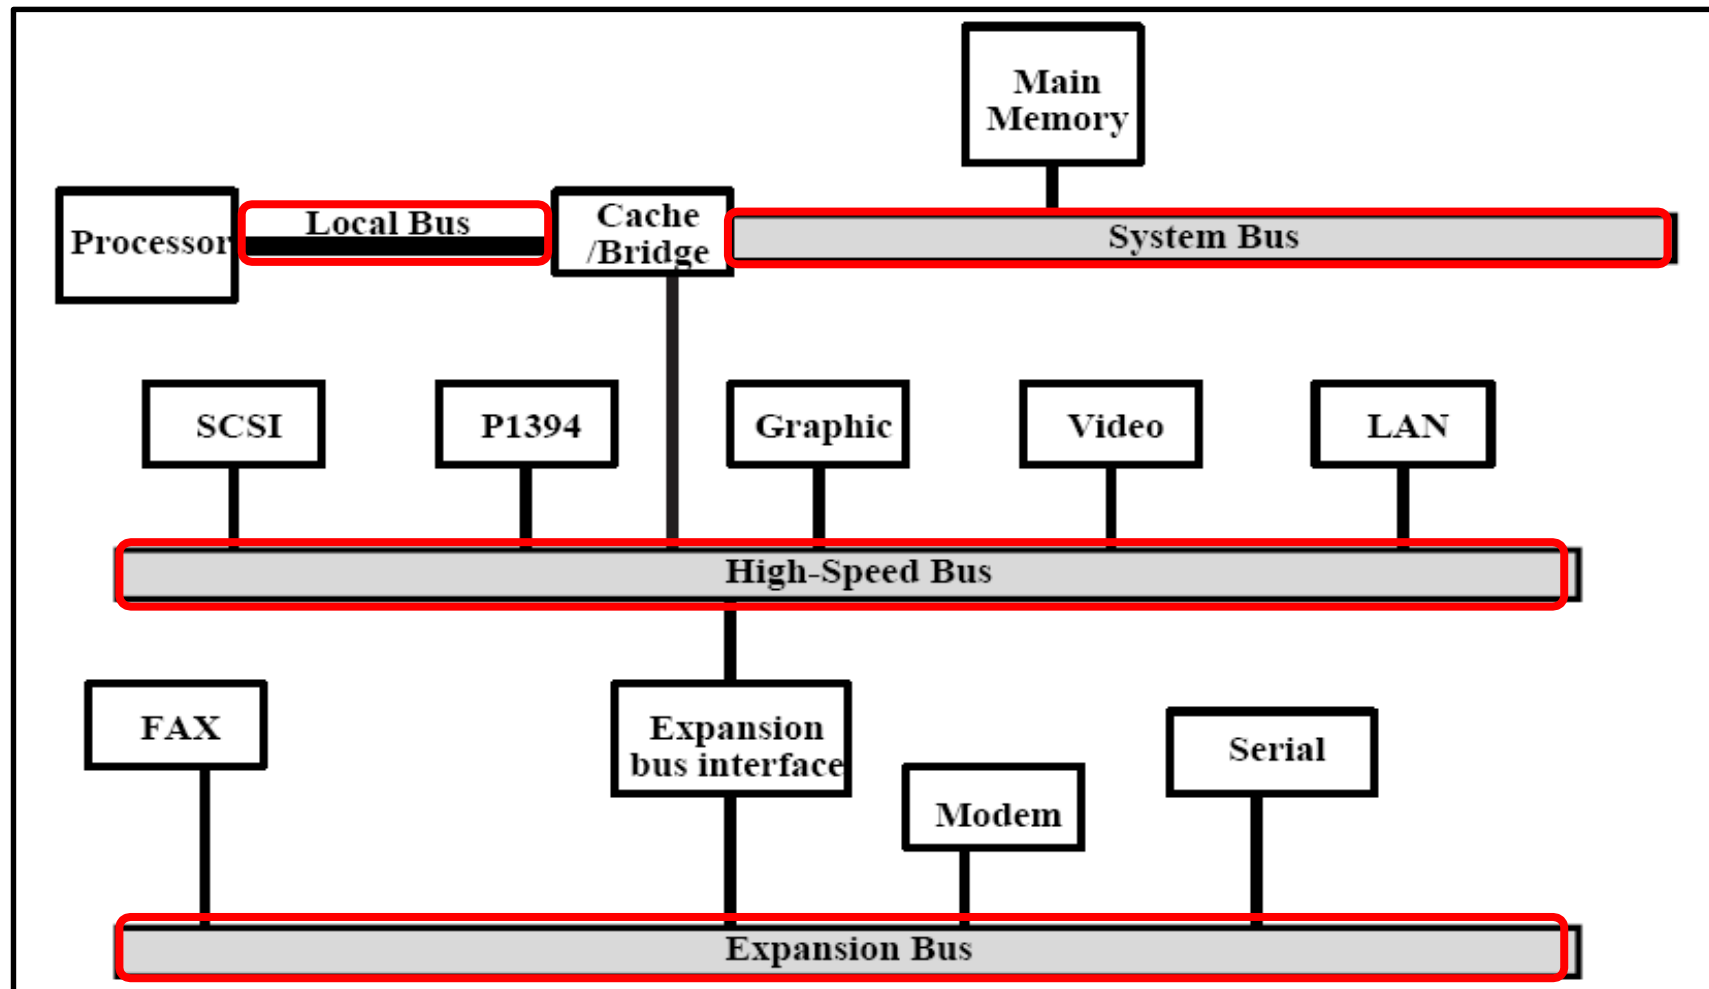 Main
Memory
Processor
Local Bus
Cache
/Bridge
System Bus
SCSI
P1394
Graphic
Video
LAN
High-Speed Bus
FAX
Expansion
bus interface
Modem
Serial
Expansion Bus